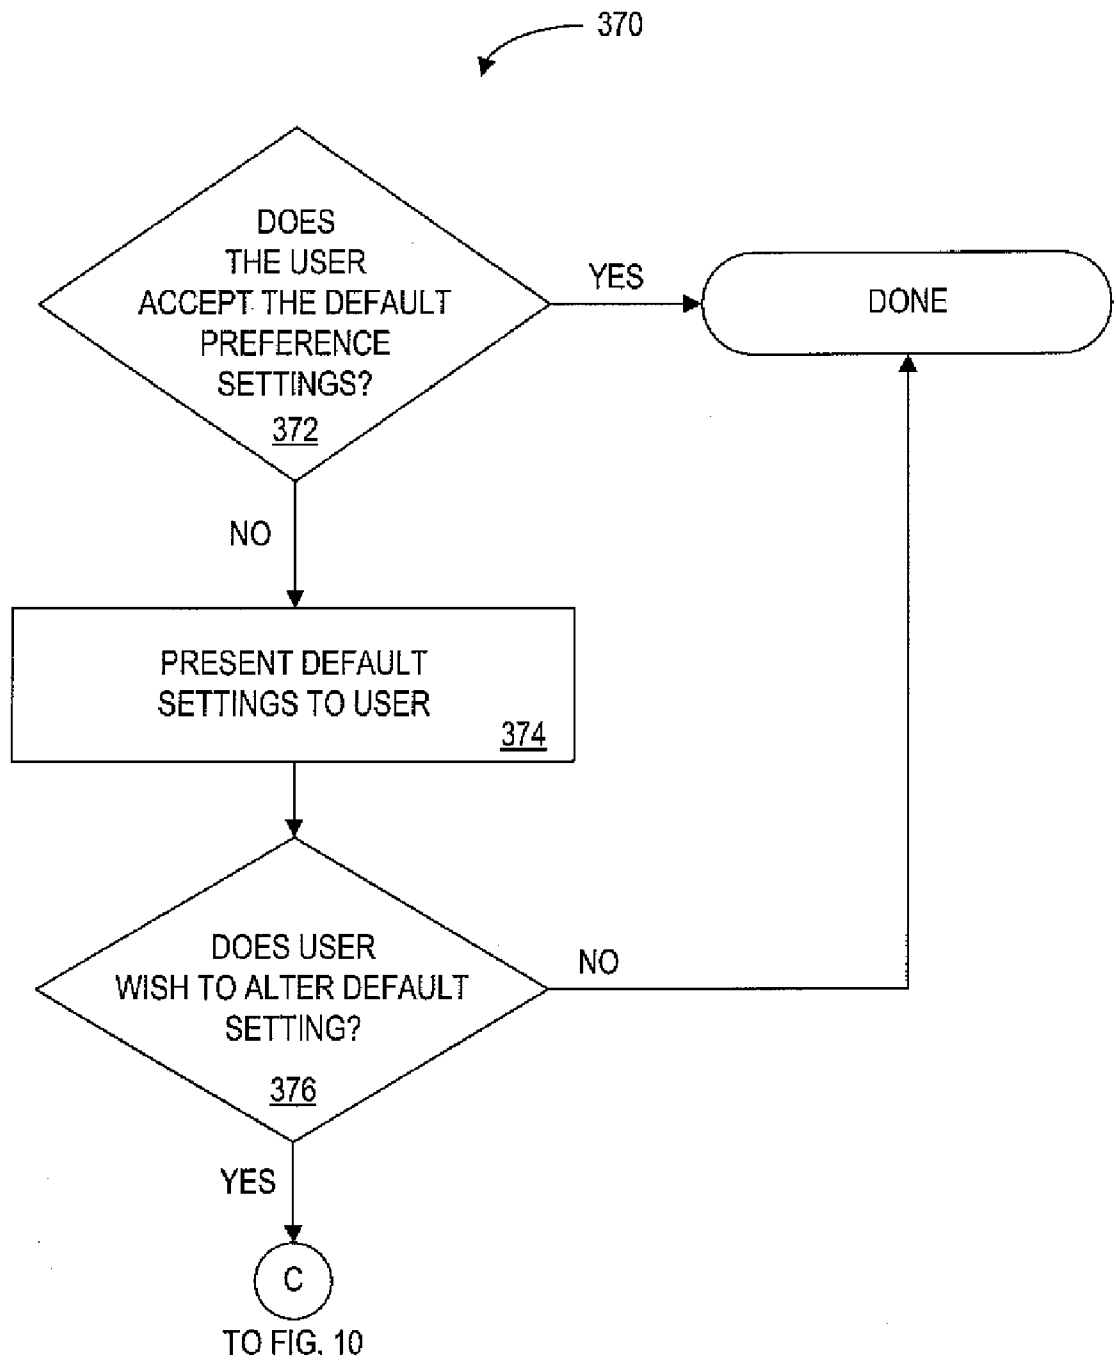 370
DOES
THE USER
ACCEPT THE DEFAULT
PREFERENCE
SETTINGS?
372
YES
DONE
NO
PRESENT DEFAULT
SETTINGS TO USER
374
DOES USER
WISH TO ALTER DEFAULT
SETTING?
376
NO
YES
C
TO FIG. 10